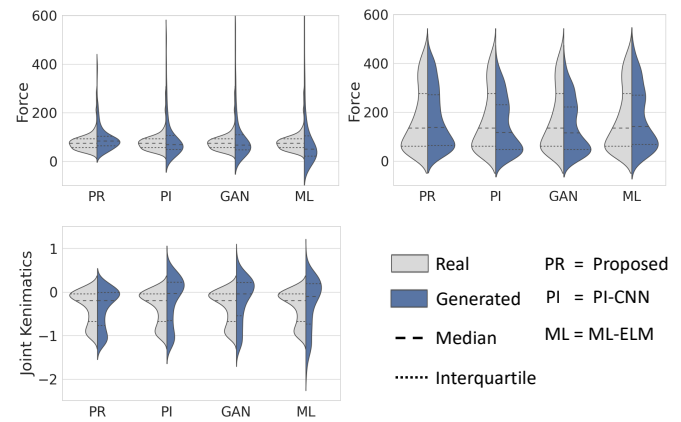 600
400
200
0
Force
PR PI GAN ML
600
400
200
0
Force
PR PI GAN ML
1
0
−1
−2
Joint Kenimatics
PR PI GAN ML
Real
Generated
Median
Interquartile
PR = Proposed
PI = PI-CNN
ML = ML-ELM